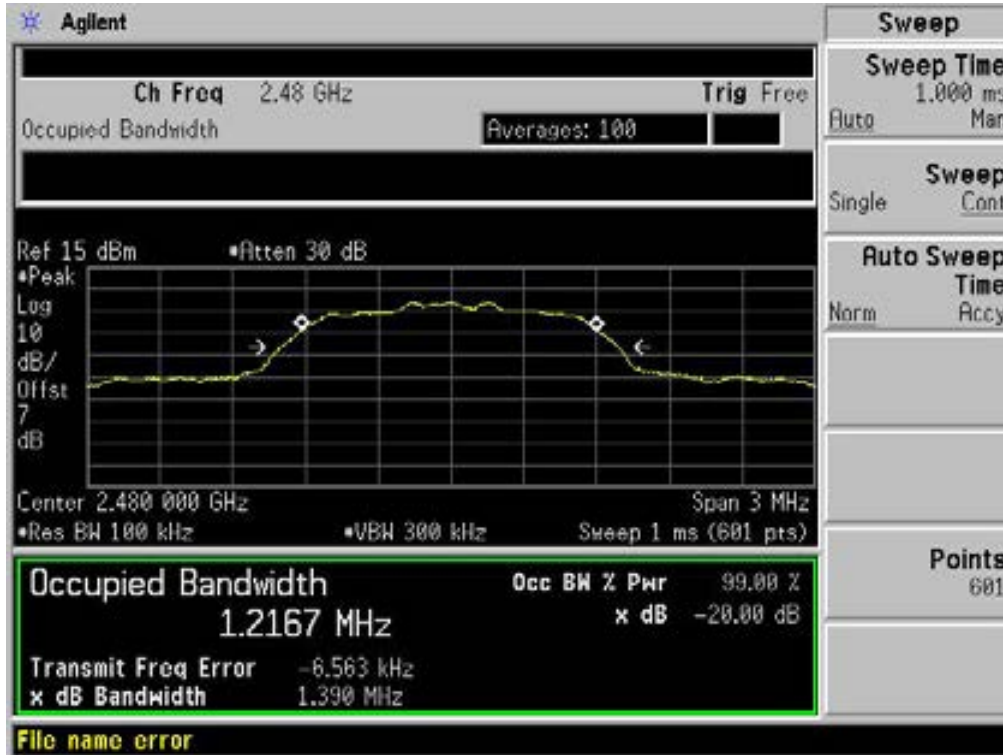 Agilent
Ch Freq 2.48 GHz
Trig Free
Occupied Bandwidth
Averages: 100
Ref 15 dBm
•Atten 30 dB
•Peak
Log
10
dB/
Offst
7
dB
Center 2.480 000 GHz
Span 3 MHz
•Res BW 100 kHz
•VBW 300 kHz
Sweep 1 ms (601 pts)
Occupied Bandwidth
1.2167 MHz
Occ BW % Pwr 99.00 %
x dB -20.00 dB
Transmit Freq Error -6.563 kHz
x dB Bandwidth 1.390 MHz
File name error
Sweep
Sweep Time
1.000 ms
Auto Man
Sweep
Single Cont
Auto Sweep
Time
Norm Accy
Points
601